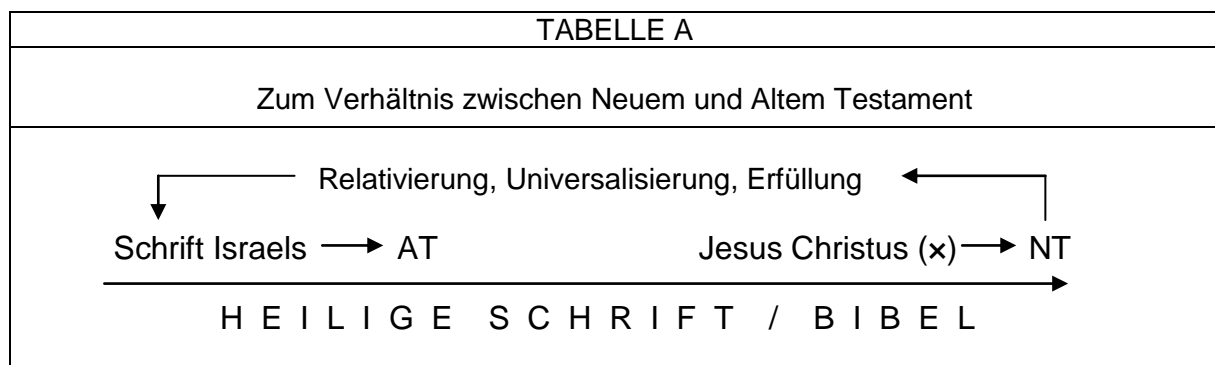 TABELLE A
Zum Verhältnis zwischen Neuem und Altem Testament
Relativierung, Universalisierung, Erfüllung
Schrift Israels AT Jesus Christus (×) NT
H E I L I G E   S C H R I F T   /   B I B E L